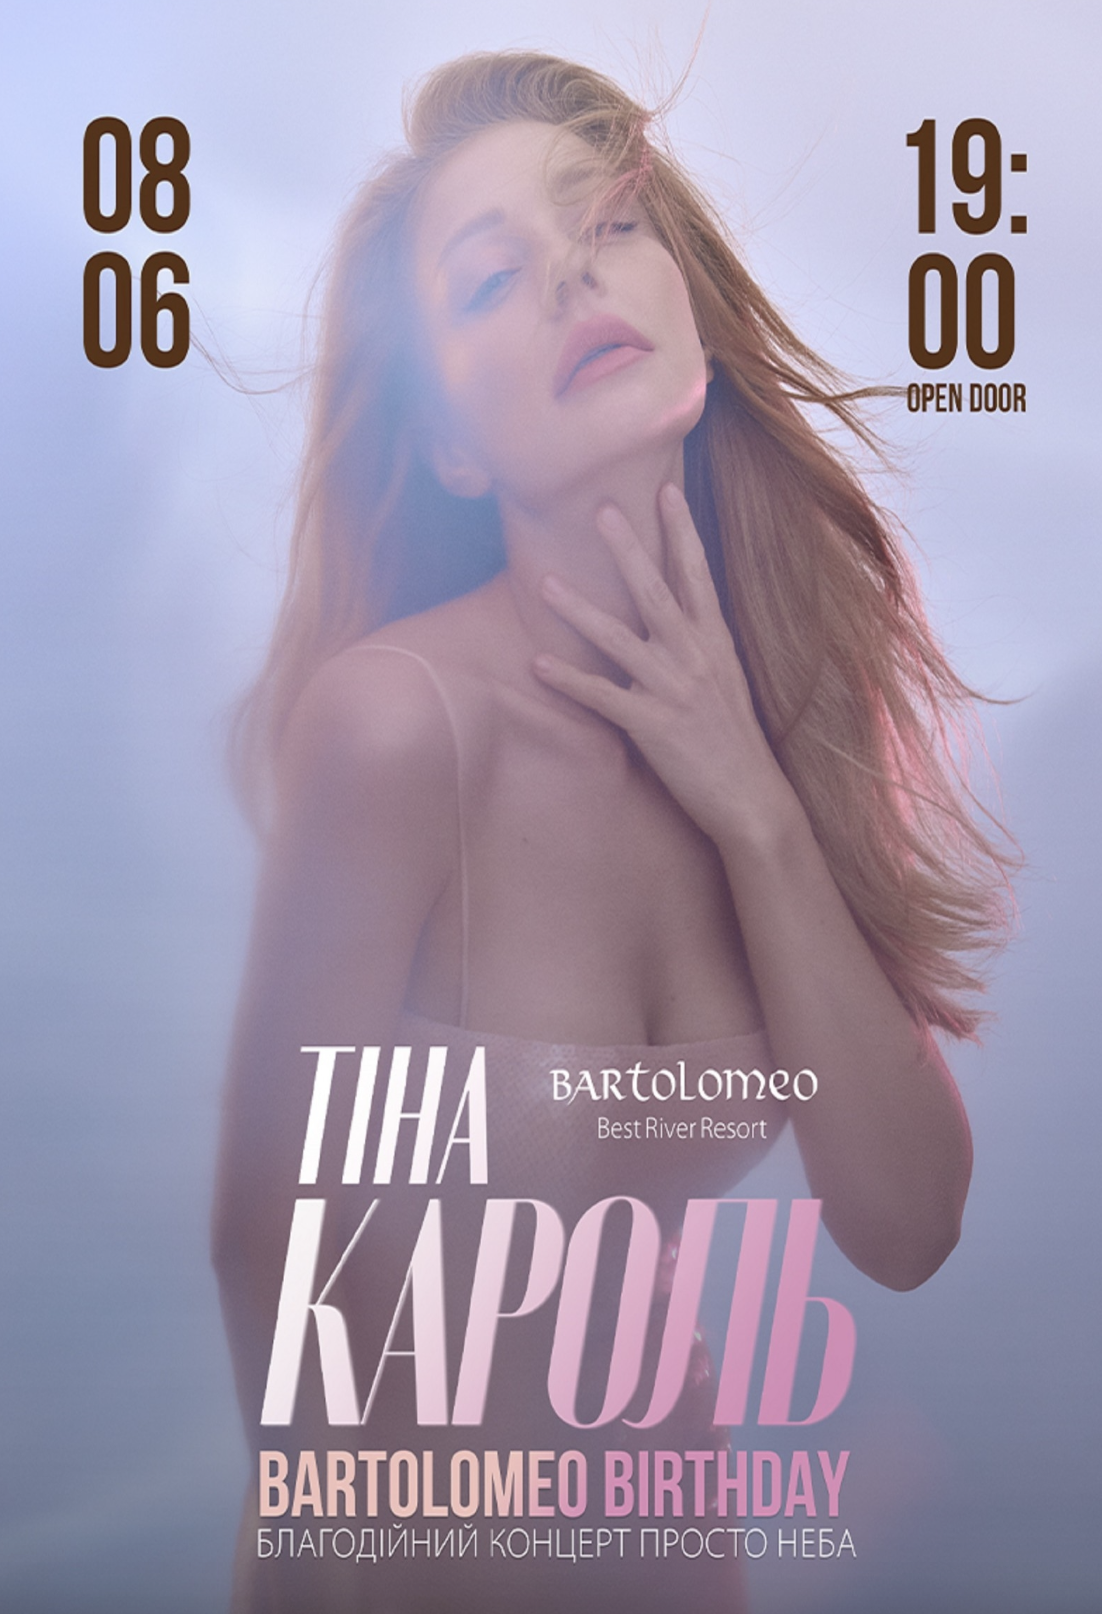 08
06
19:
00
OPEN DOOR
ТІНА
BARTOLOMEO
Best River Resort
КАРОЛЬ
BARTOLOMEO BIRTHDAY
БЛАГОДІЙНИЙ КОНЦЕРТ ПРОСТО НЕБА